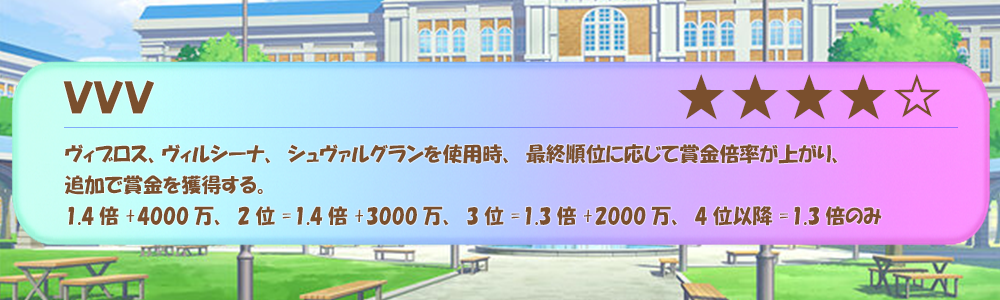 VVV ★★★★☆
ヴィブロス、ヴィルシーナ、シュヴァルグランを使用時、最終順位に応じて賞金倍率が上がり、
追加で賞金を獲得する。
1.4倍+4000万、2位=1.4倍+3000万、3位=1.3倍+2000万、4位以降=1.3倍のみ